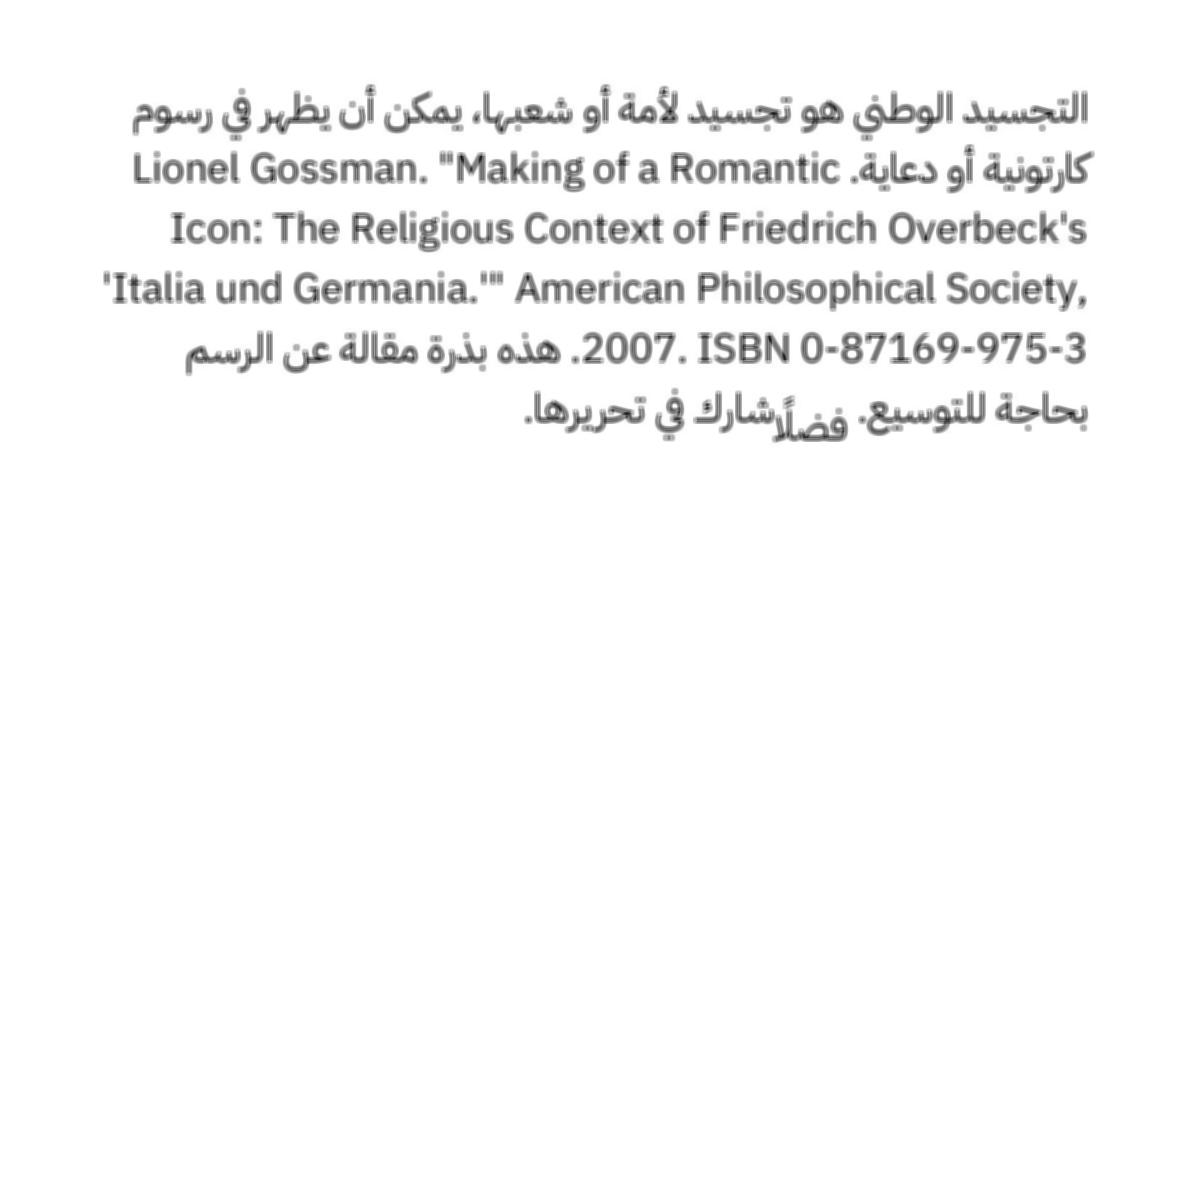 التجسيد الوطني هو تجسيد لأمة أو شعبها، يمكن أن يظهر في رسوم
كارتونية أو دعاية. Lionel Gossman. "Making of a Romantic
Icon: The Religious Context of Friedrich Overbeck's
'Italia und Germania.'" American Philosophical Society,
2007. ISBN 0-87169-975-3. هذه بذرة مقالة عن الرسم
بحاجة للتوسيع. فضلًا شارك في تحريرها.